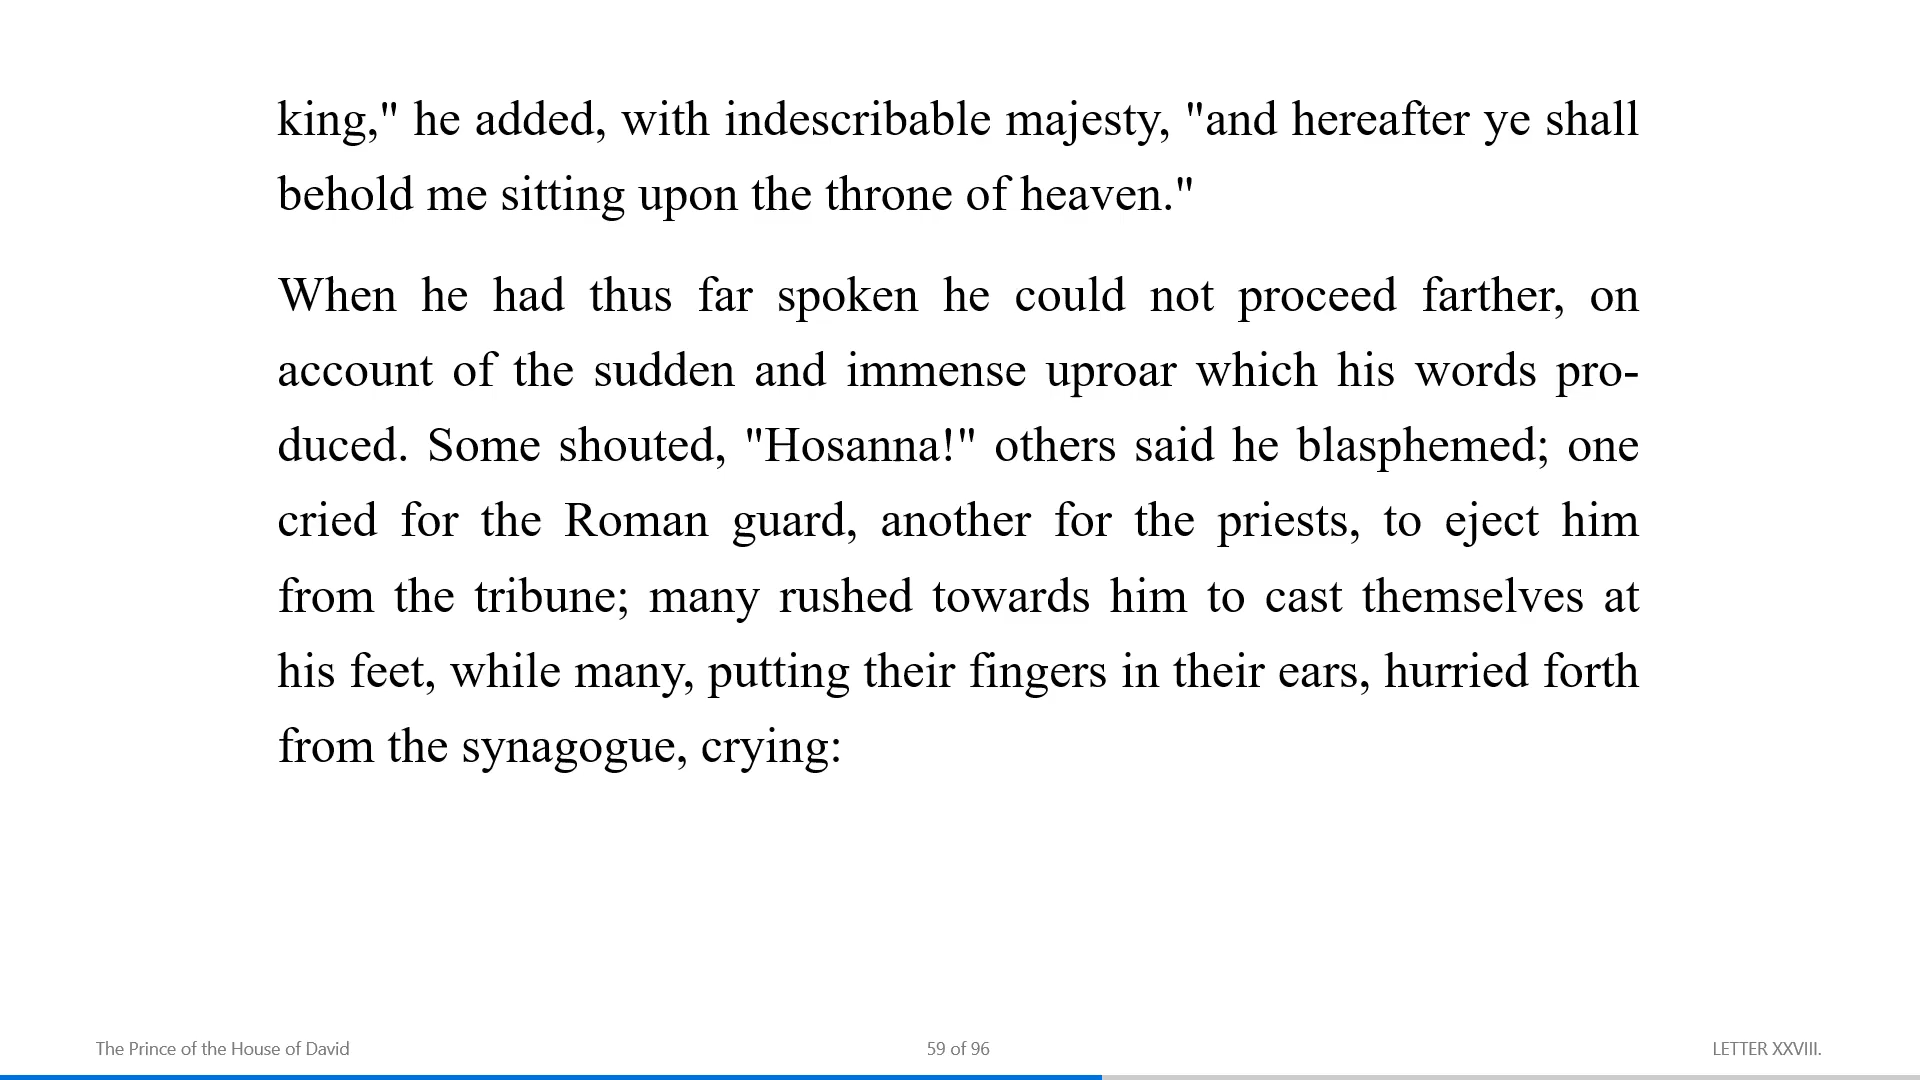 king," he added, with indescribable majesty, "and hereafter ye shall
behold me sitting upon the throne of heaven."
When he had thus far spoken he could not proceed farther, on
account of the sudden and immense uproar which his words pro-
duced. Some shouted, "Hosanna!" others said he blasphemed; one
cried for the Roman guard, another for the priests, to eject him
from the tribune; many rushed towards him to cast themselves at
his feet, while many, putting their fingers in their ears, hurried forth
from the synagogue, crying:
The Prince of the House of David
59 of 96
LETTER XXVIII.